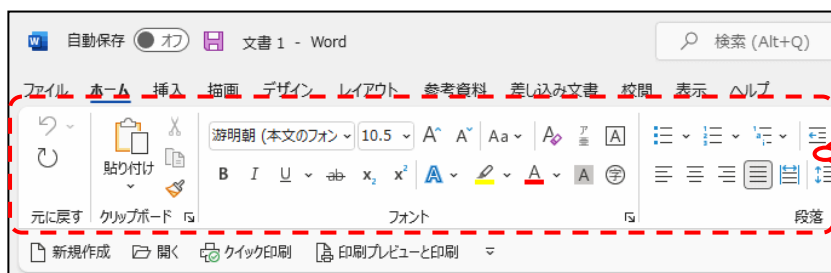 自動保存 オフ 文書 1 - Word 検索 (Alt+Q)
ファイル ホーム 挿入 描画 デザイン レイアウト 参考資料 差し込み文書 校閲 表示 ヘルプ
游明朝 (本文のフォン 10.5 A A Aa A ア亜 A
貼り付け
B I U ab x₂ x² A A A 字
元に戻す クリップボード フォント 段落
新規作成 開く クイック印刷 印刷プレビューと印刷